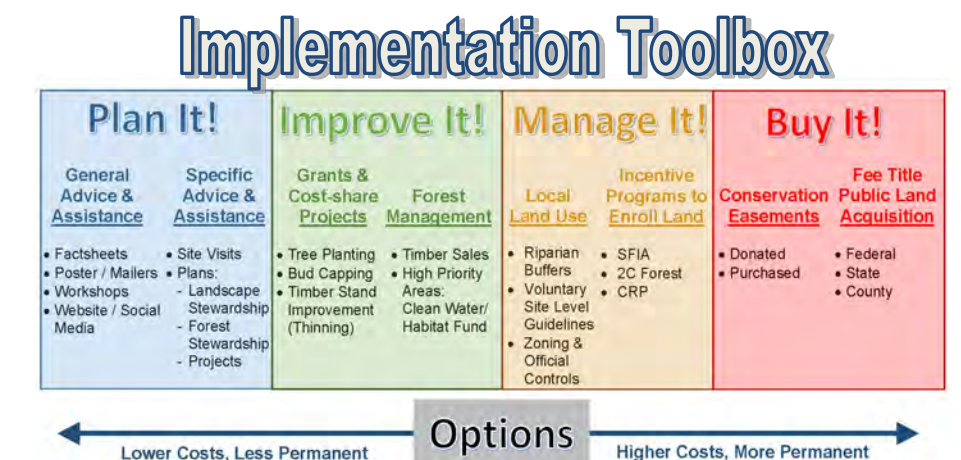 Implementation Toolbox
Plan It!
General
Advice &
Assistance
• Factsheets
• Poster / Mailers
• Workshops
• Website / Social
Media
Specific
Advice &
Assistance
• Site Visits
• Plans:
- Landscape
Stewardship
- Forest
Stewardship
- Projects
Improve It!
Grants &
Cost-share
Projects
• Tree Planting
• Bud Capping
• Timber Stand
Improvement
(Thinning)
Forest
Management
• Timber Sales
• High Priority
Areas:
Clean Water/
Habitat Fund
Manage It!
Local
Land Use
• Riparian
Buffers
• Voluntary
Site Level
Guidelines
• Zoning &
Official
Controls
Incentive
Programs to
Enroll Land
• SFIA
• 2C Forest
• CRP
Buy It!
Conservation
Easements
• Donated
• Purchased
Fee Title
Public Land
Acquisition
• Federal
• State
• County
Options
Lower Costs, Less Permanent
Higher Costs, More Permanent